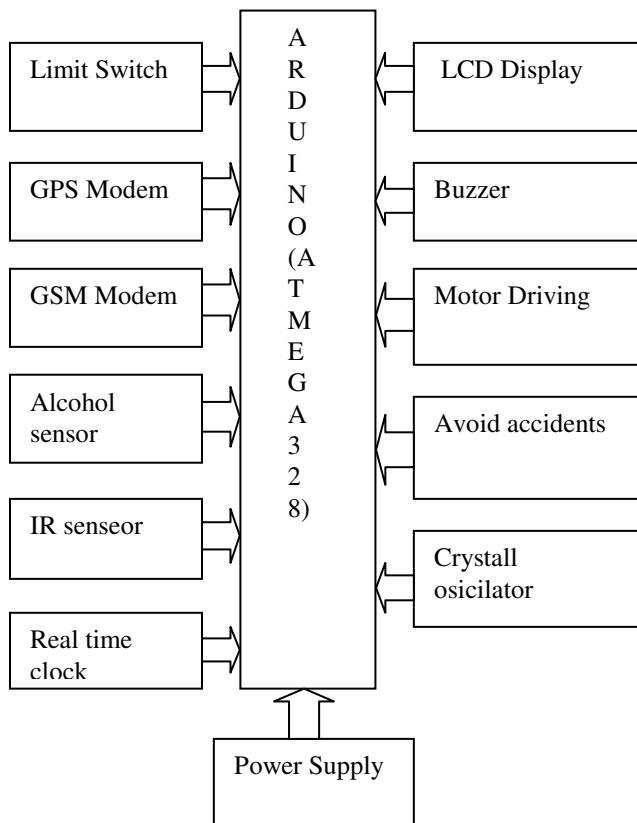 Limit Switch
GPS Modem
GSM Modem
Alcohol
sensor
IR senseor
Real time
clock
A
R
D
U
I
N
O
(A
T
M
E
G
A
3
2
8)
LCD Display
Buzzer
Motor Driving
Avoid accidents
Crystall
osicilator
Power Supply